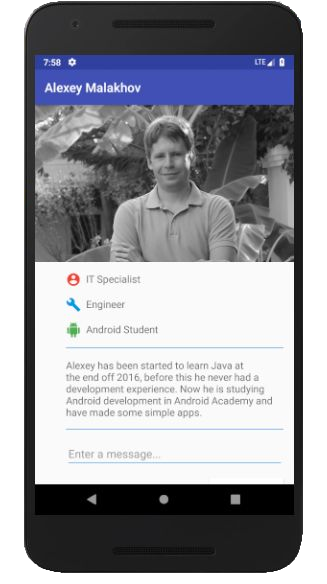 7:58 LTE
Alexey Malakhov
IT Specialist
Engineer
Android Student
Alexey has been started to learn Java at
the end off 2016, before this he never had a
development experience. Now he is studying
Android development in Android Academy and
have made some simple apps.
Enter a message...